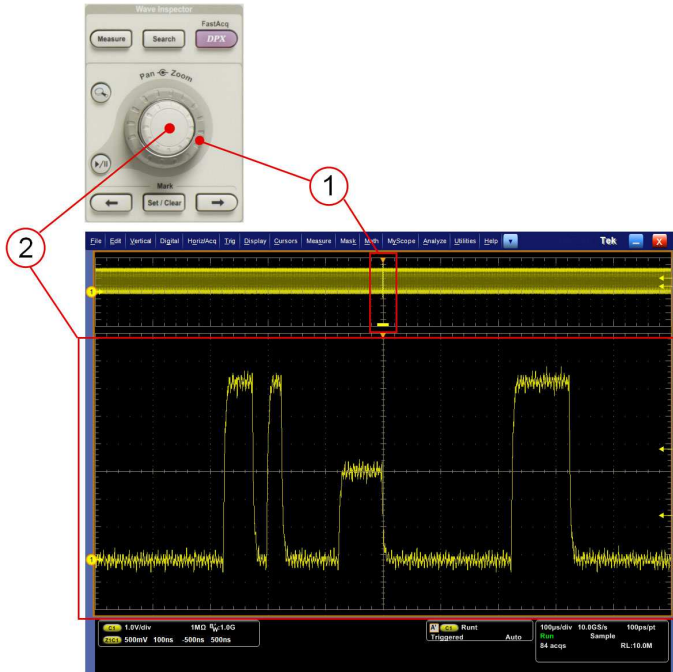 Wave Inspector
FastAcq
Measure Search DPX
Pan Zoom
Mark
Set / Clear
1
2
File Edit Vertical Digital Horiz/Acq Trig Display Cursors Measure Mask Math MyScope Analyze Utilities Help Tek X
1
1
C1 1.0V/div 1MΩ BW:1.0G
Z1C1 500mV 100ns -500ns 500ns
A' C1 Runt
Triggered Auto
100µs/div 10.0GS/s 100ps/pt
Run Sample
84 acqs RL:10.0M